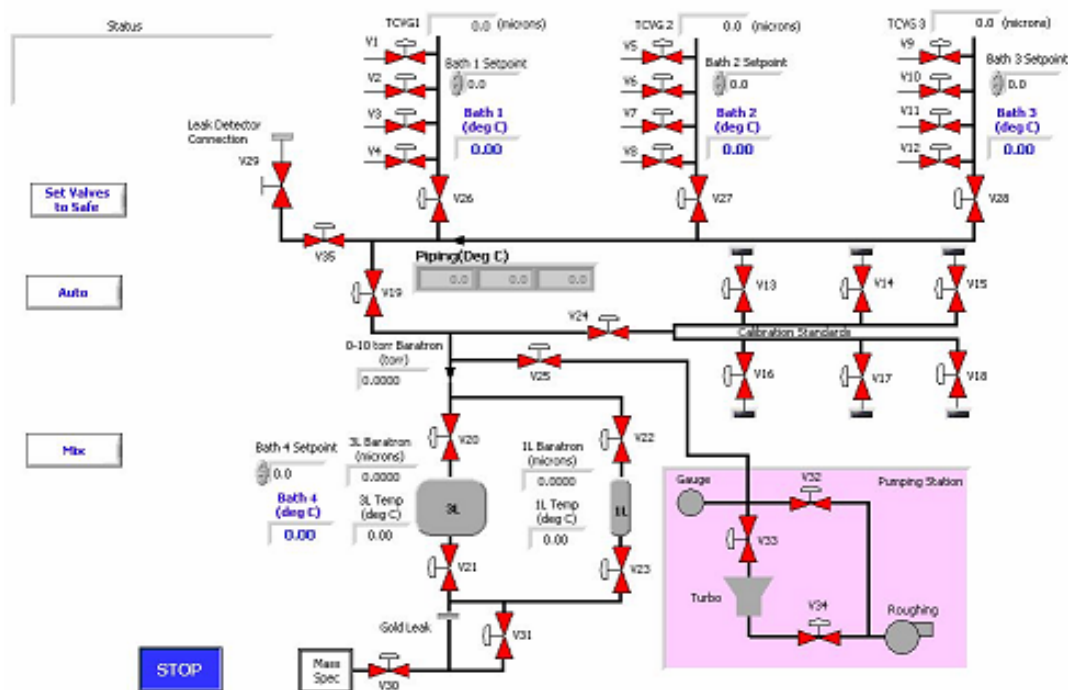 Status
TCVG1
0.0 (microns)
TCVG 2
0.0 (microns)
TCVG 3
0.0 (microns)
V1
V2
V3
V4
Bath 1 Setpoint
0.0
Bath 1
(deg C)
0.00
V5
V6
V7
V8
Bath 2 Setpoint
0.0
Bath 2
(deg C)
0.00
V9
V10
V11
V12
Bath 3 Setpoint
0.0
Bath 3
(deg C)
0.00
Leak Detector
Connection
V29
V26
V27
V28
Set Valves
to Safe
V35
Piping(Deg C)
0.0 0.0 0.0
Auto
V19
V13
V14
V15
V24
Calibration Standards
0-10 torr Baratron
(torr)
0.0000
V25
V16
V17
V18
Mix
Bath 4 Setpoint
0.0
Bath 4
(deg C)
0.00
3L Baratron
(microns)
0.0000
3L Temp
(deg C)
0.00
V20
3L
V21
1L Baratron
(microns)
0.0000
1L Temp
(deg C)
0.00
V22
1L
V23
Gauge
V32
Pumping Station
V33
Turbo
V34
Roughing
Gold Leak
V31
STOP
Mass
Spec
V30